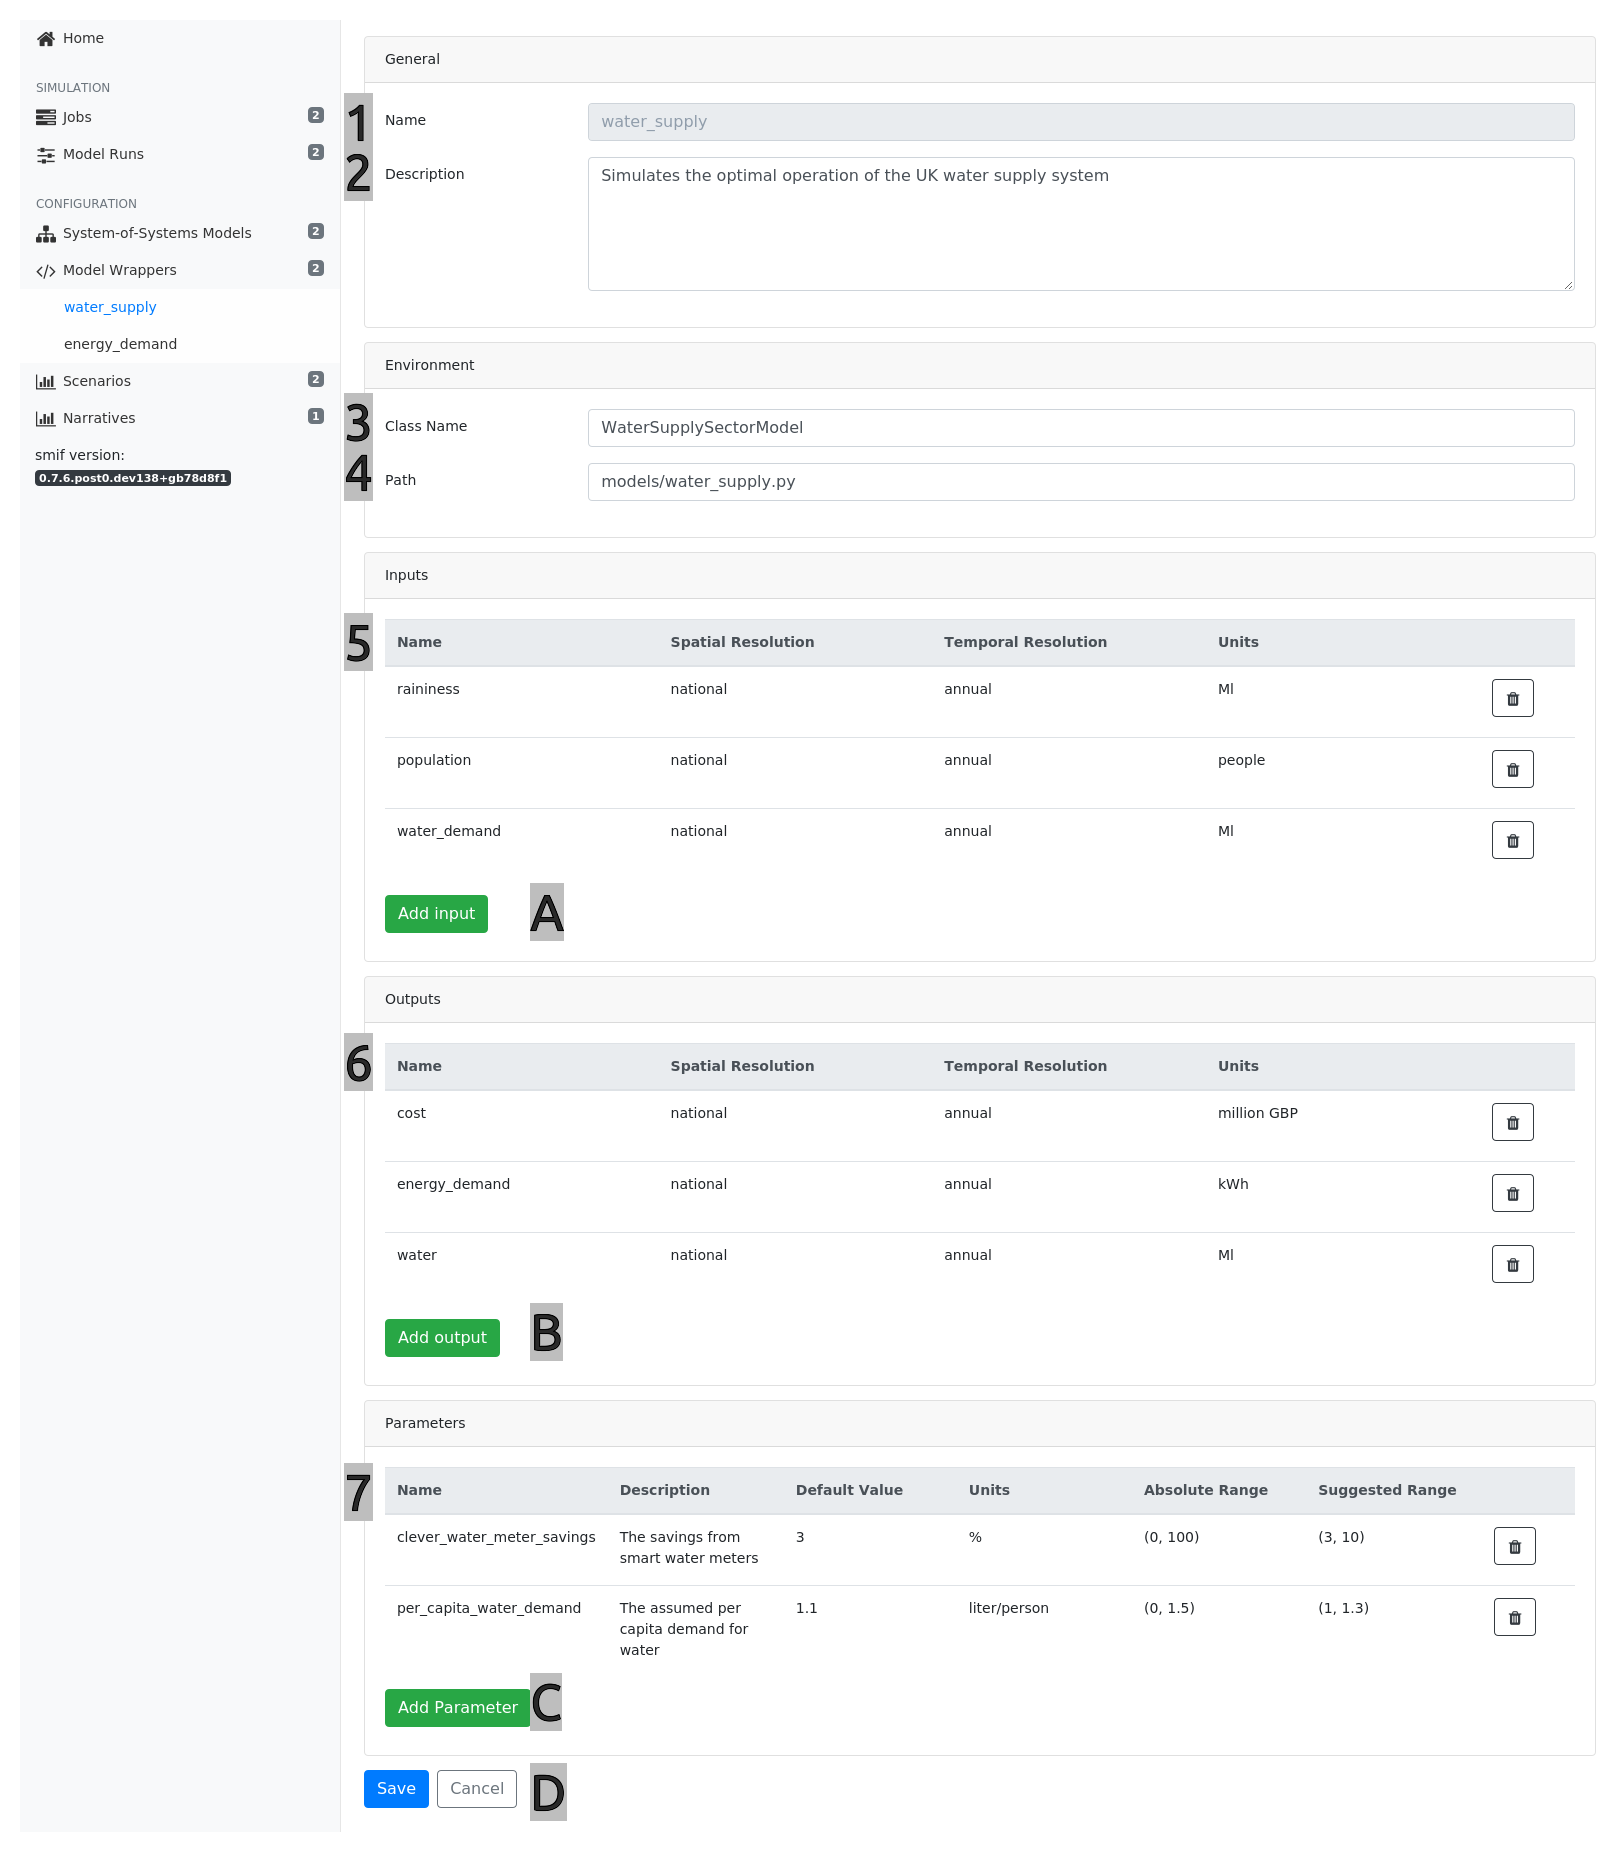 Home
SIMULATION
Jobs 2
Model Runs 2
CONFIGURATION
System-of-Systems Models 2
Model Wrappers 2
water_supply
energy_demand
Scenarios 2
Narratives 1
smif version:
0.7.6.post0.dev138+gb78d8f1
General
1 Name water_supply
2 Description Simulates the optimal operation of the UK water supply system
Environment
3 Class Name WaterSupplySectorModel
4 Path models/water_supply.py
Inputs
5 Name Spatial Resolution Temporal Resolution Units
raininess national annual Ml
population national annual people
water_demand national annual Ml
Add input A
Outputs
6 Name Spatial Resolution Temporal Resolution Units
cost national annual million GBP
energy_demand national annual kWh
water national annual Ml
Add output B
Parameters
7 Name Description Default Value Units Absolute Range Suggested Range
clever_water_meter_savings The savings from 3 % (0, 100) (3, 10)
smart water meters
per_capita_water_demand The assumed per 1.1 liter/person (0, 1.5) (1, 1.3)
capita demand for
water
Add Parameter C
Save Cancel D